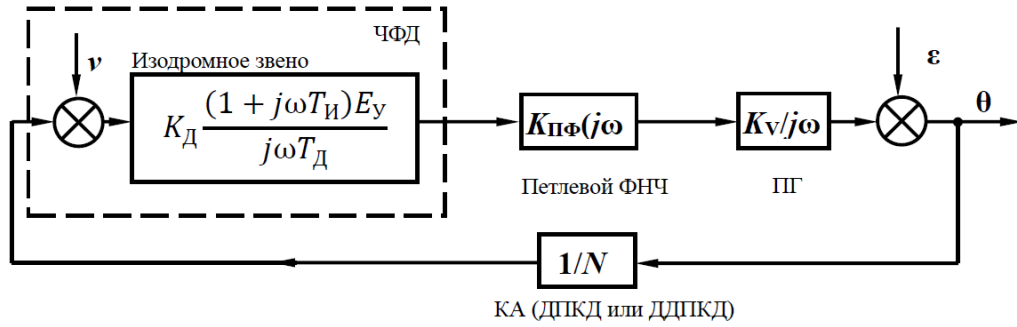 ЧФД
ν
Изодромное звено
ε
θ
K_Д (1 + jωT_И)E_У / jωT_Д
K_ПФ(jω
K_V/jω
Петлевой ФНЧ
ПГ
1/N
КА (ДПКД или ДДПКД)